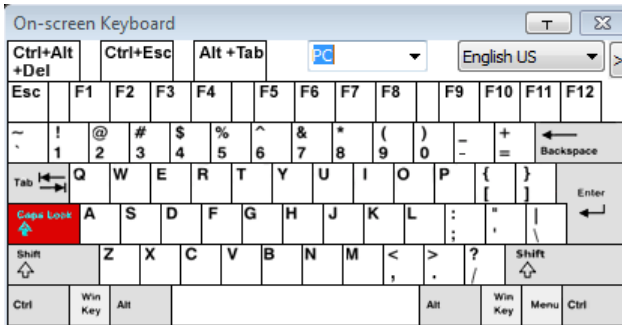 On-screen Keyboard
Ctrl+Alt +Del Ctrl+Esc Alt +Tab PC English US >
Esc F1 F2 F3 F4 F5 F6 F7 F8 F9 F10 F11 F12
~ ! @ # $ % ^ & * ( ) _ +
` 1 2 3 4 5 6 7 8 9 0 - = Backspace
Tab Q W E R T Y U I O P { }
[ ] Enter
Caps Lock A S D F G H J K L : " |
; ' \
Shift Z X C V B N M < > ? Shift
, . /
Ctrl Win Key Alt Alt Win Key Menu Ctrl